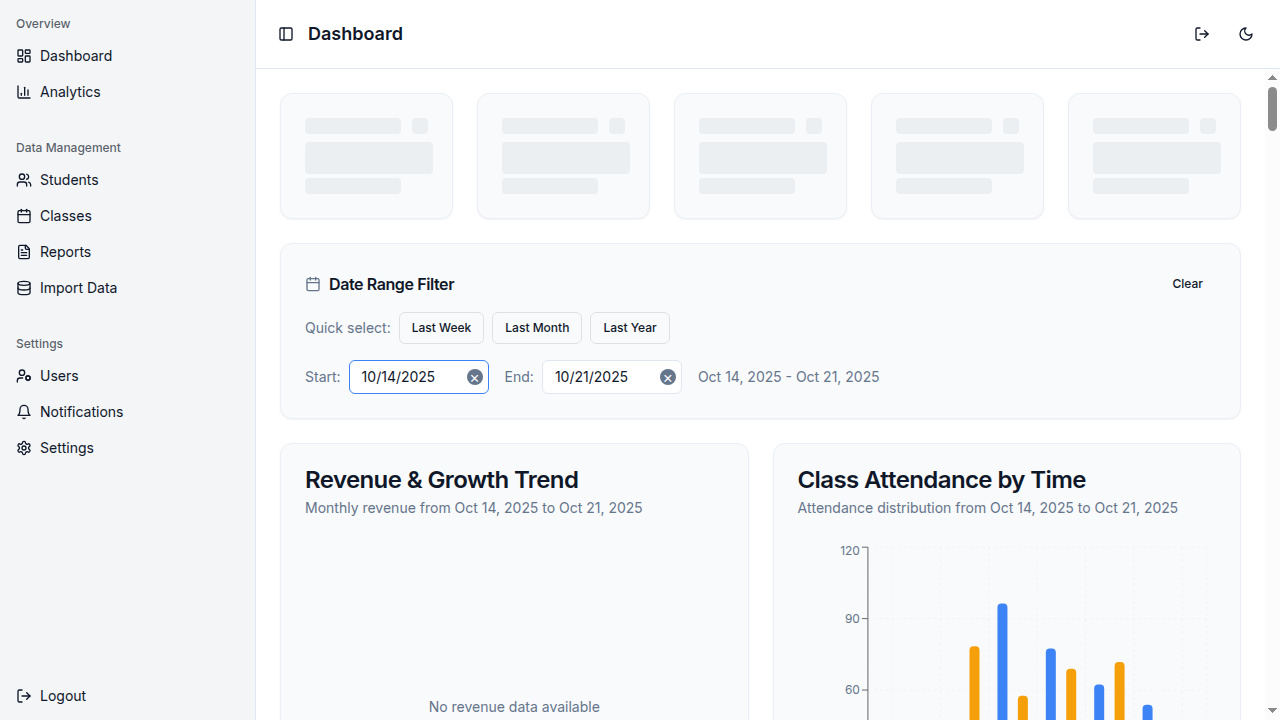 Overview
Dashboard
Analytics
Data Management
Students
Classes
Reports
Import Data
Settings
Users
Notifications
Settings
Logout
Dashboard
Date Range Filter
Clear
Quick select: Last Week Last Month Last Year
Start: 10/14/2025 End: 10/21/2025 Oct 14, 2025 - Oct 21, 2025
Revenue & Growth Trend
Monthly revenue from Oct 14, 2025 to Oct 21, 2025
No revenue data available
Class Attendance by Time
Attendance distribution from Oct 14, 2025 to Oct 21, 2025
120
90
60